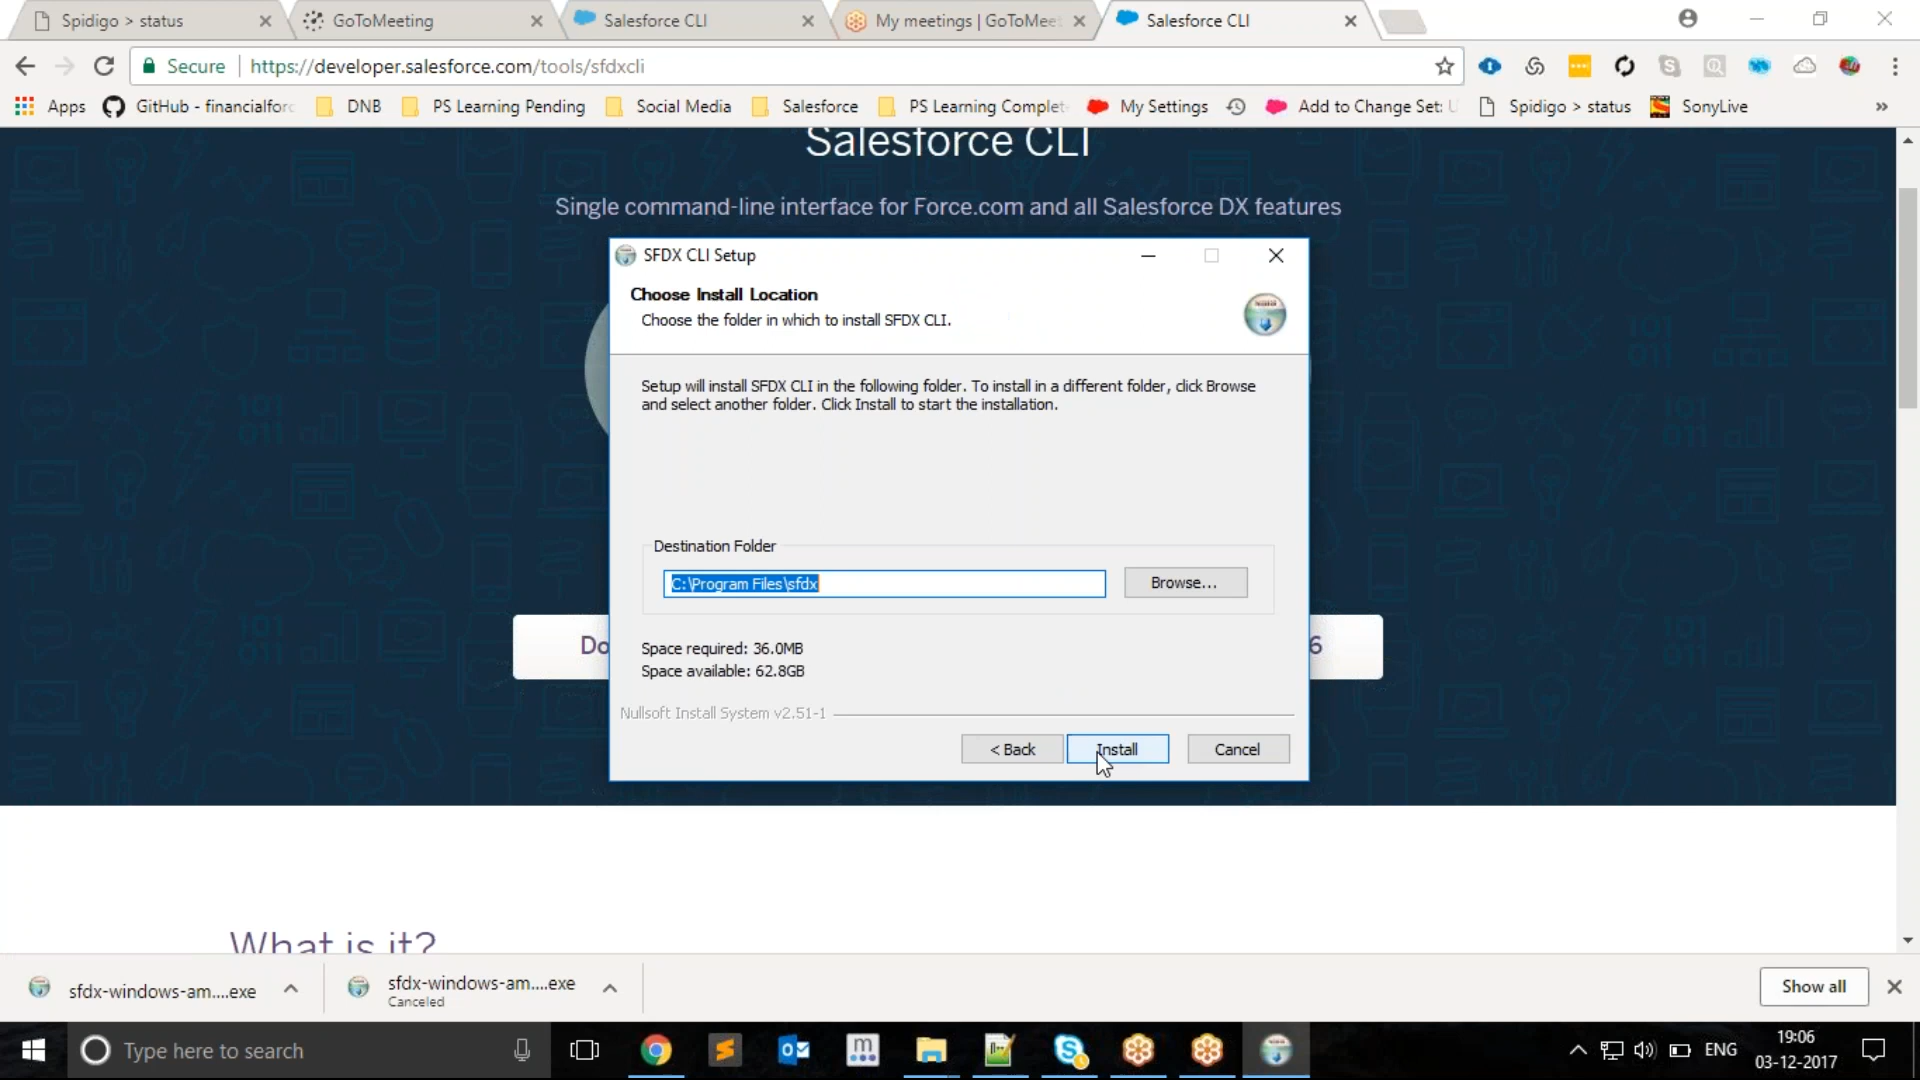 Spidigo > status
GoToMeeting
Salesforce CLI
My meetings | GoToMeet
Salesforce CLI
Secure
https://developer.salesforce.com/tools/sfdxcli
Apps
GitHub - financialforc
DNB
PS Learning Pending
Social Media
Salesforce
PS Learning Complet
My Settings
Add to Change Set: U
Spidigo > status
SonyLive
»
Salesforce CLI
Single command-line interface for Force.com and all Salesforce DX features
SFDX CLI Setup
Choose Install Location
Choose the folder in which to install SFDX CLI.
Setup will install SFDX CLI in the following folder. To install in a different folder, click Browse
and select another folder. Click Install to start the installation.
Destination Folder
C:\Program Files\sfdx
Browse...
Do
6
Space required: 36.0MB
Space available: 62.8GB
Nullsoft Install System v2.51-1
< Back
Install
Cancel
What is it?
sfdx-windows-am....exe
sfdx-windows-am....exe
Canceled
Show all
Type here to search
ENG
19:06
03-12-2017